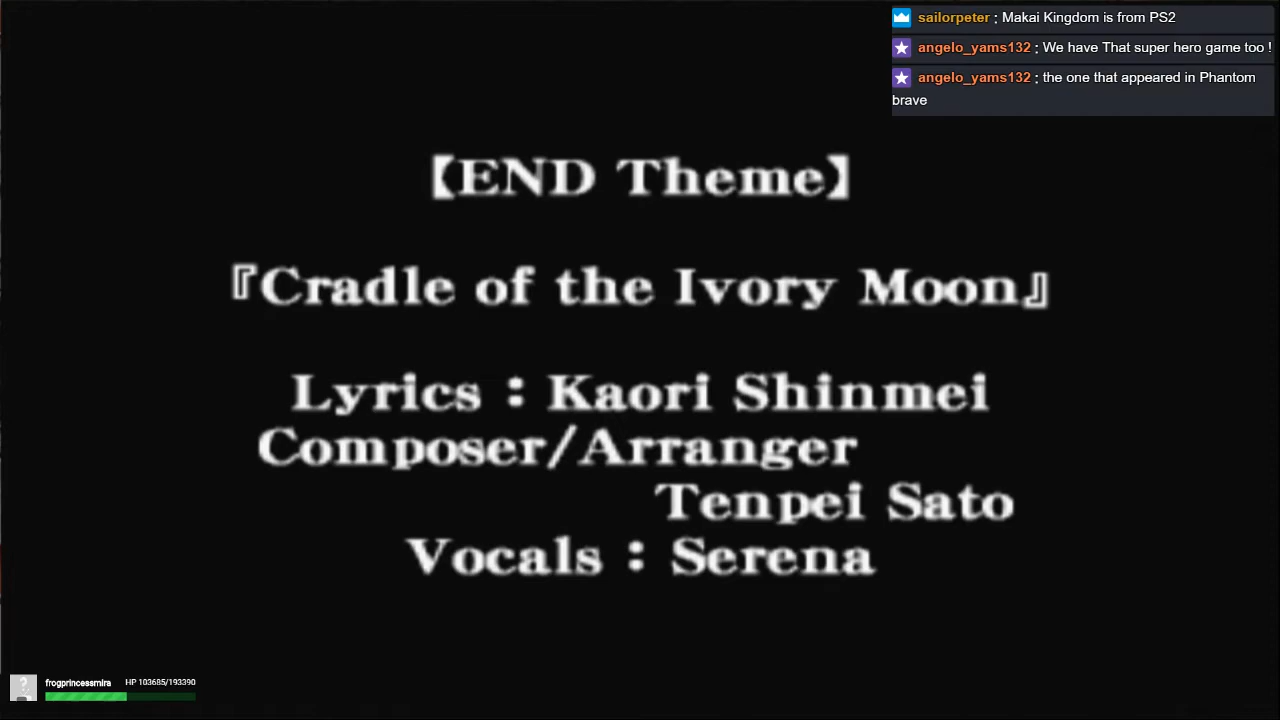 sailorpeter : Makai Kingdom is from PS2
angelo_yams132 : We have That super hero game too !
angelo_yams132 : the one that appeared in Phantom
brave
【END Theme】
『Cradle of the Ivory Moon』
Lyrics : Kaori Shinmei
Composer/Arranger
Tenpei Sato
Vocals : Serena
frogprincessmira HP 103685/193390